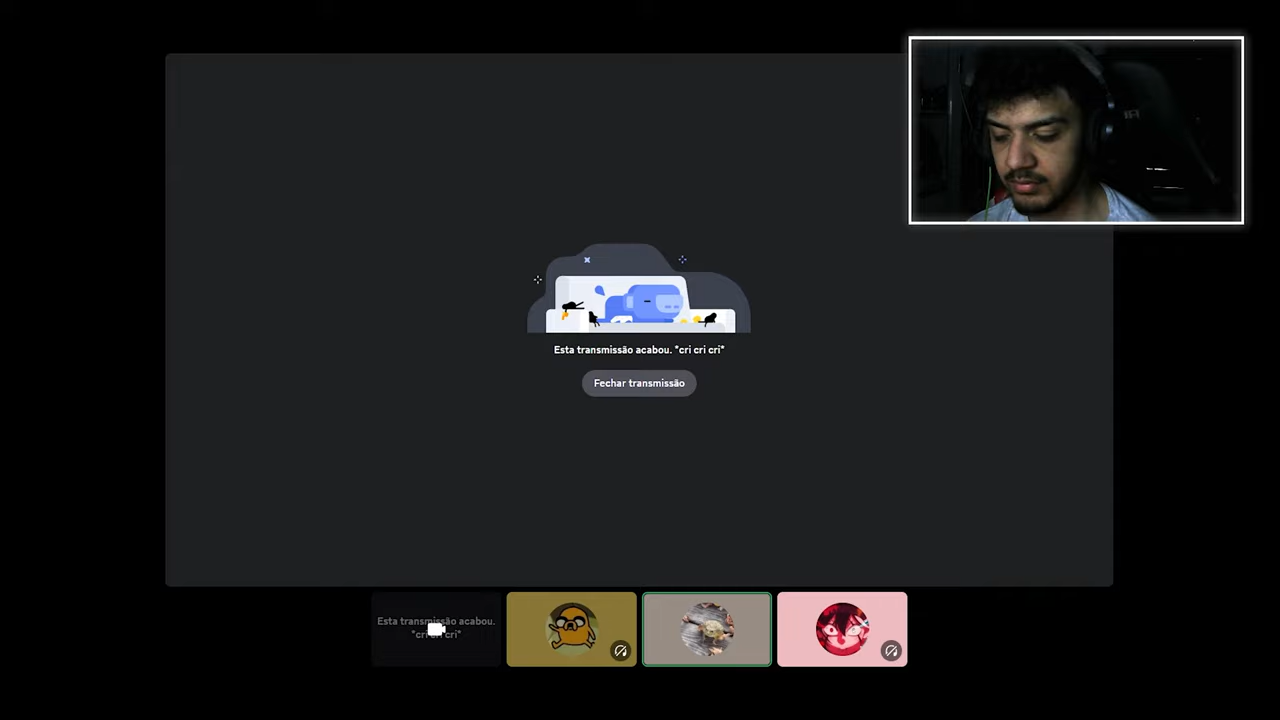 Esta transmissão acabou. *cri cri cri*
Fechar transmissão
Esta transmissão acabou.
*cri cri cri*